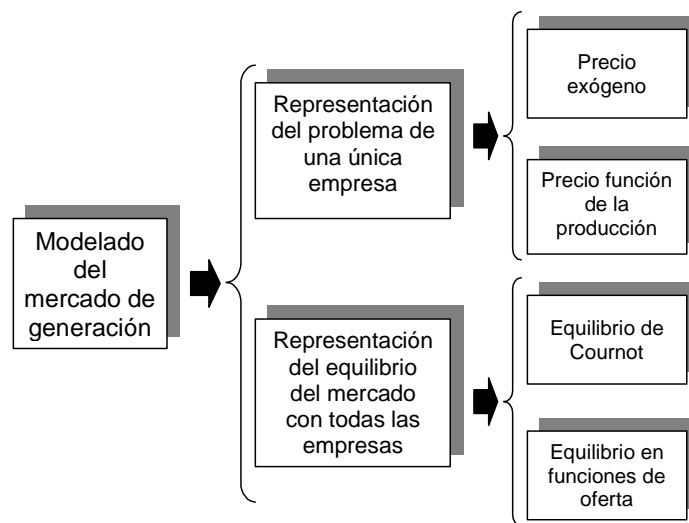 Modelado
del
mercado de
generación
Representación
del problema de
una única
empresa
Precio
exógeno
Precio función
de la
producción
Representación
del equilibrio
del mercado
con todas las
empresas
Equilibrio de
Cournot
Equilibrio en
funciones de
oferta